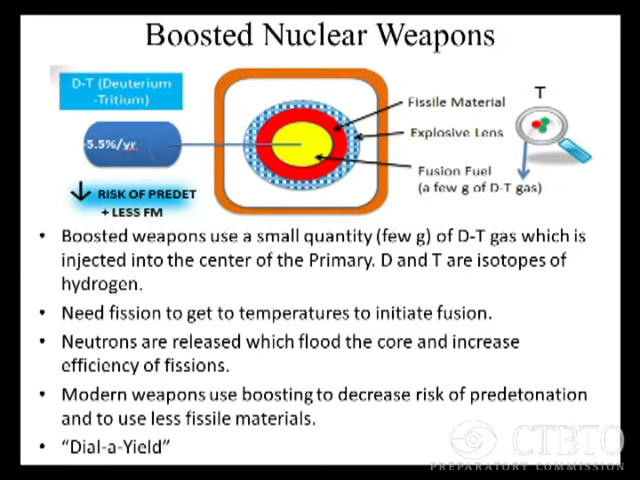 Boosted Nuclear Weapons
D-T (Deuterium
-Tritium)
-5.5%/yr
RISK OF PREDET
+ LESS FM
Fissile Material
Explosive Lens
Fusion Fuel
(a few g of D-T gas)
T
• Boosted weapons use a small quantity (few g) of D-T gas which is
injected into the center of the Primary. D and T are isotopes of
hydrogen.
• Need fission to get to temperatures to initiate fusion.
• Neutrons are released which flood the core and increase
efficiency of fissions.
• Modern weapons use boosting to decrease risk of predetonation
and to use less fissile materials.
• “Dial-a-Yield”
CTBTO
PREPARATORY COMMISSION